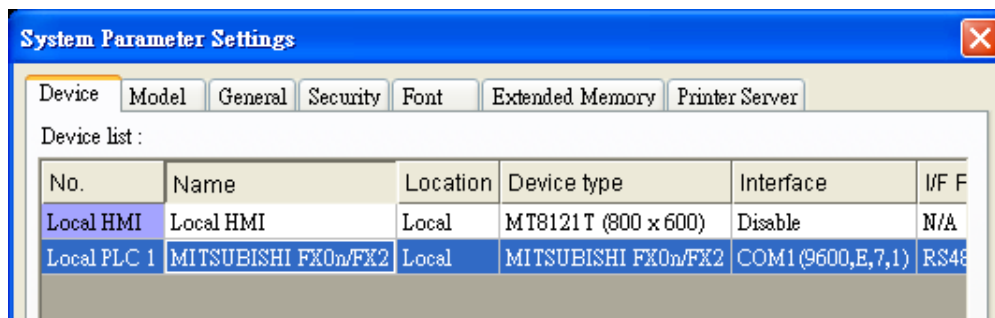 System Parameter Settings
Device Model General Security Font Extended Memory Printer Server
Device list :
No. Name Location Device type Interface I/F F
Local HMI Local HMI Local MT8121T (800 x 600) Disable N/A
Local PLC 1 MITSUBISHI FX0n/FX2 Local MITSUBISHI FX0n/FX2 COM1(9600,E,7,1) RS48